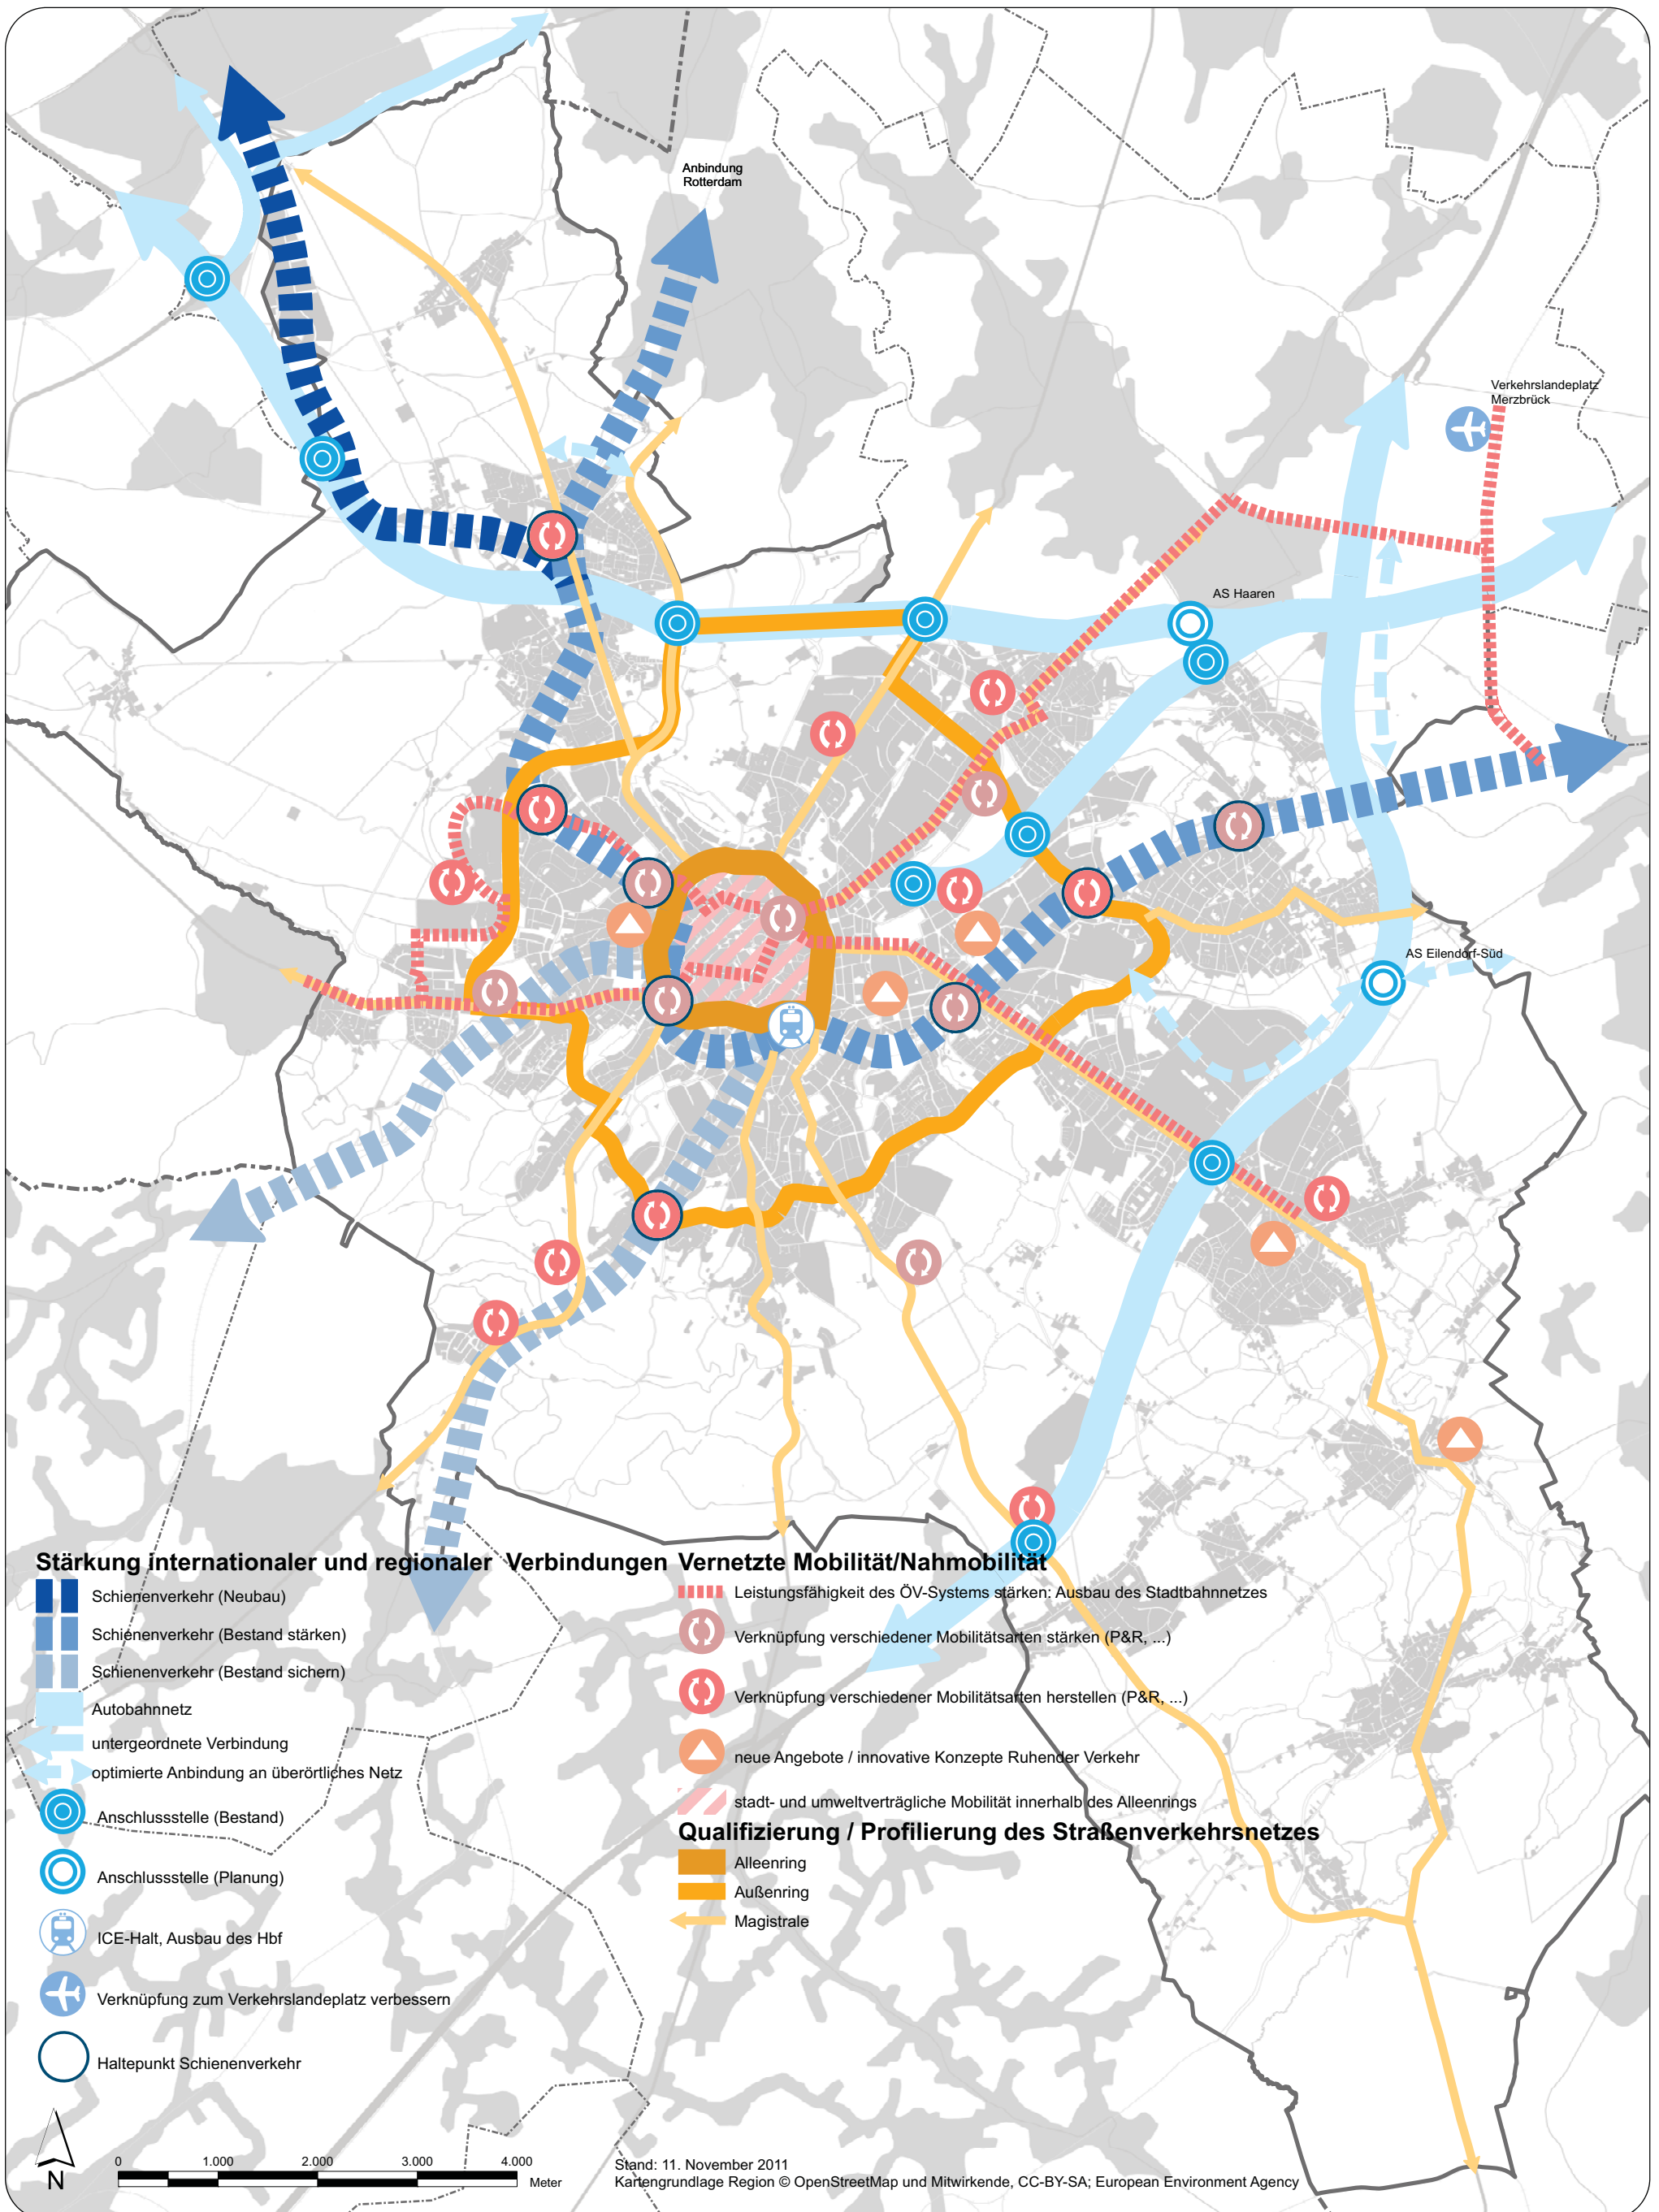 Anbindung
Rotterdam
Verkehrslandeplatz
Merzbrück
AS Haaren
AS Eilendorf-Süd
Stärkung internationaler und regionaler Verbindungen
Schienenverkehr (Neubau)
Schienenverkehr (Bestand stärken)
Schienenverkehr (Bestand sichern)
Autobahnnetz
untergeordnete Verbindung
optimierte Anbindung an überörtliches Netz
Anschlussstelle (Bestand)
Anschlussstelle (Planung)
ICE-Halt, Ausbau des Hbf
Verknüpfung zum Verkehrslandeplatz verbessern
Haltepunkt Schienenverkehr
Vernetzte Mobilität/Nahmobilität
Leistungsfähigkeit des ÖV-Systems stärken: Ausbau des Stadtbahnnetzes
Verknüpfung verschiedener Mobilitätsarten stärken (P&R, ...)
Verknüpfung verschiedener Mobilitätsarten herstellen (P&R, ...)
neue Angebote / innovative Konzepte Ruhender Verkehr
stadt- und umweltverträgliche Mobilität innerhalb des Alleenrings
Qualifizierung / Profilierung des Straßenverkehrsnetzes
Alleenring
Außenring
Magistrale
N
0 1.000 2.000 3.000 4.000
Meter
Stand: 11. November 2011
Kartengrundlage Region © OpenStreetMap und Mitwirkende, CC-BY-SA; European Environment Agency